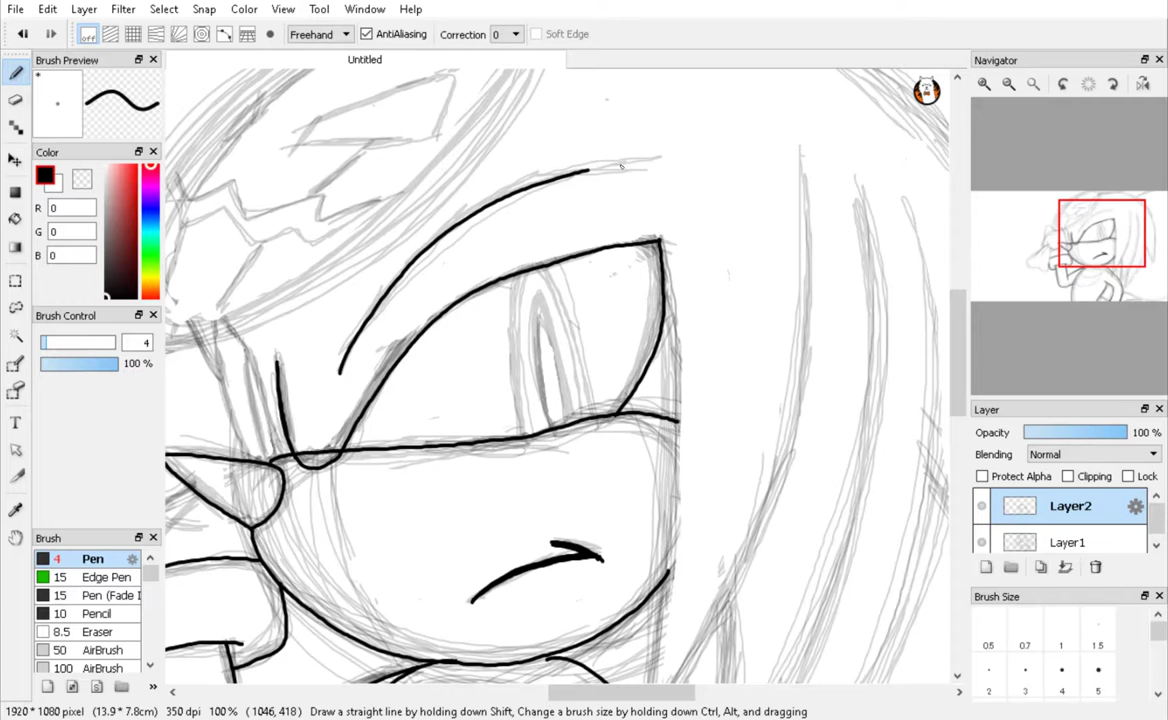 File Edit Layer Filter Select Snap Color View Tool Window Help
off Freehand AntiAliasing Correction 0 Soft Edge
Brush Preview
Untitled
Navigator
*
Color
R 0
G 0
B 0
Brush Control
4
100 %
Layer
Opacity 100 %
Blending Normal
Protect Alpha Clipping Lock
Layer2
Layer1
Brush
4 Pen
15 Edge Pen
15 Pen (Fade I
10 Pencil
8.5 Eraser
50 AirBrush
100 AirBrush
Brush Size
0.5 0.7 1 1.5
2 3 4 5
1920 * 1080 pixel (13.9 * 7.8cm) 350 dpi 100 % ( 1046, 418 ) Draw a straight line by holding down Shift, Change a brush size by holding down Ctrl, Alt, and dragging